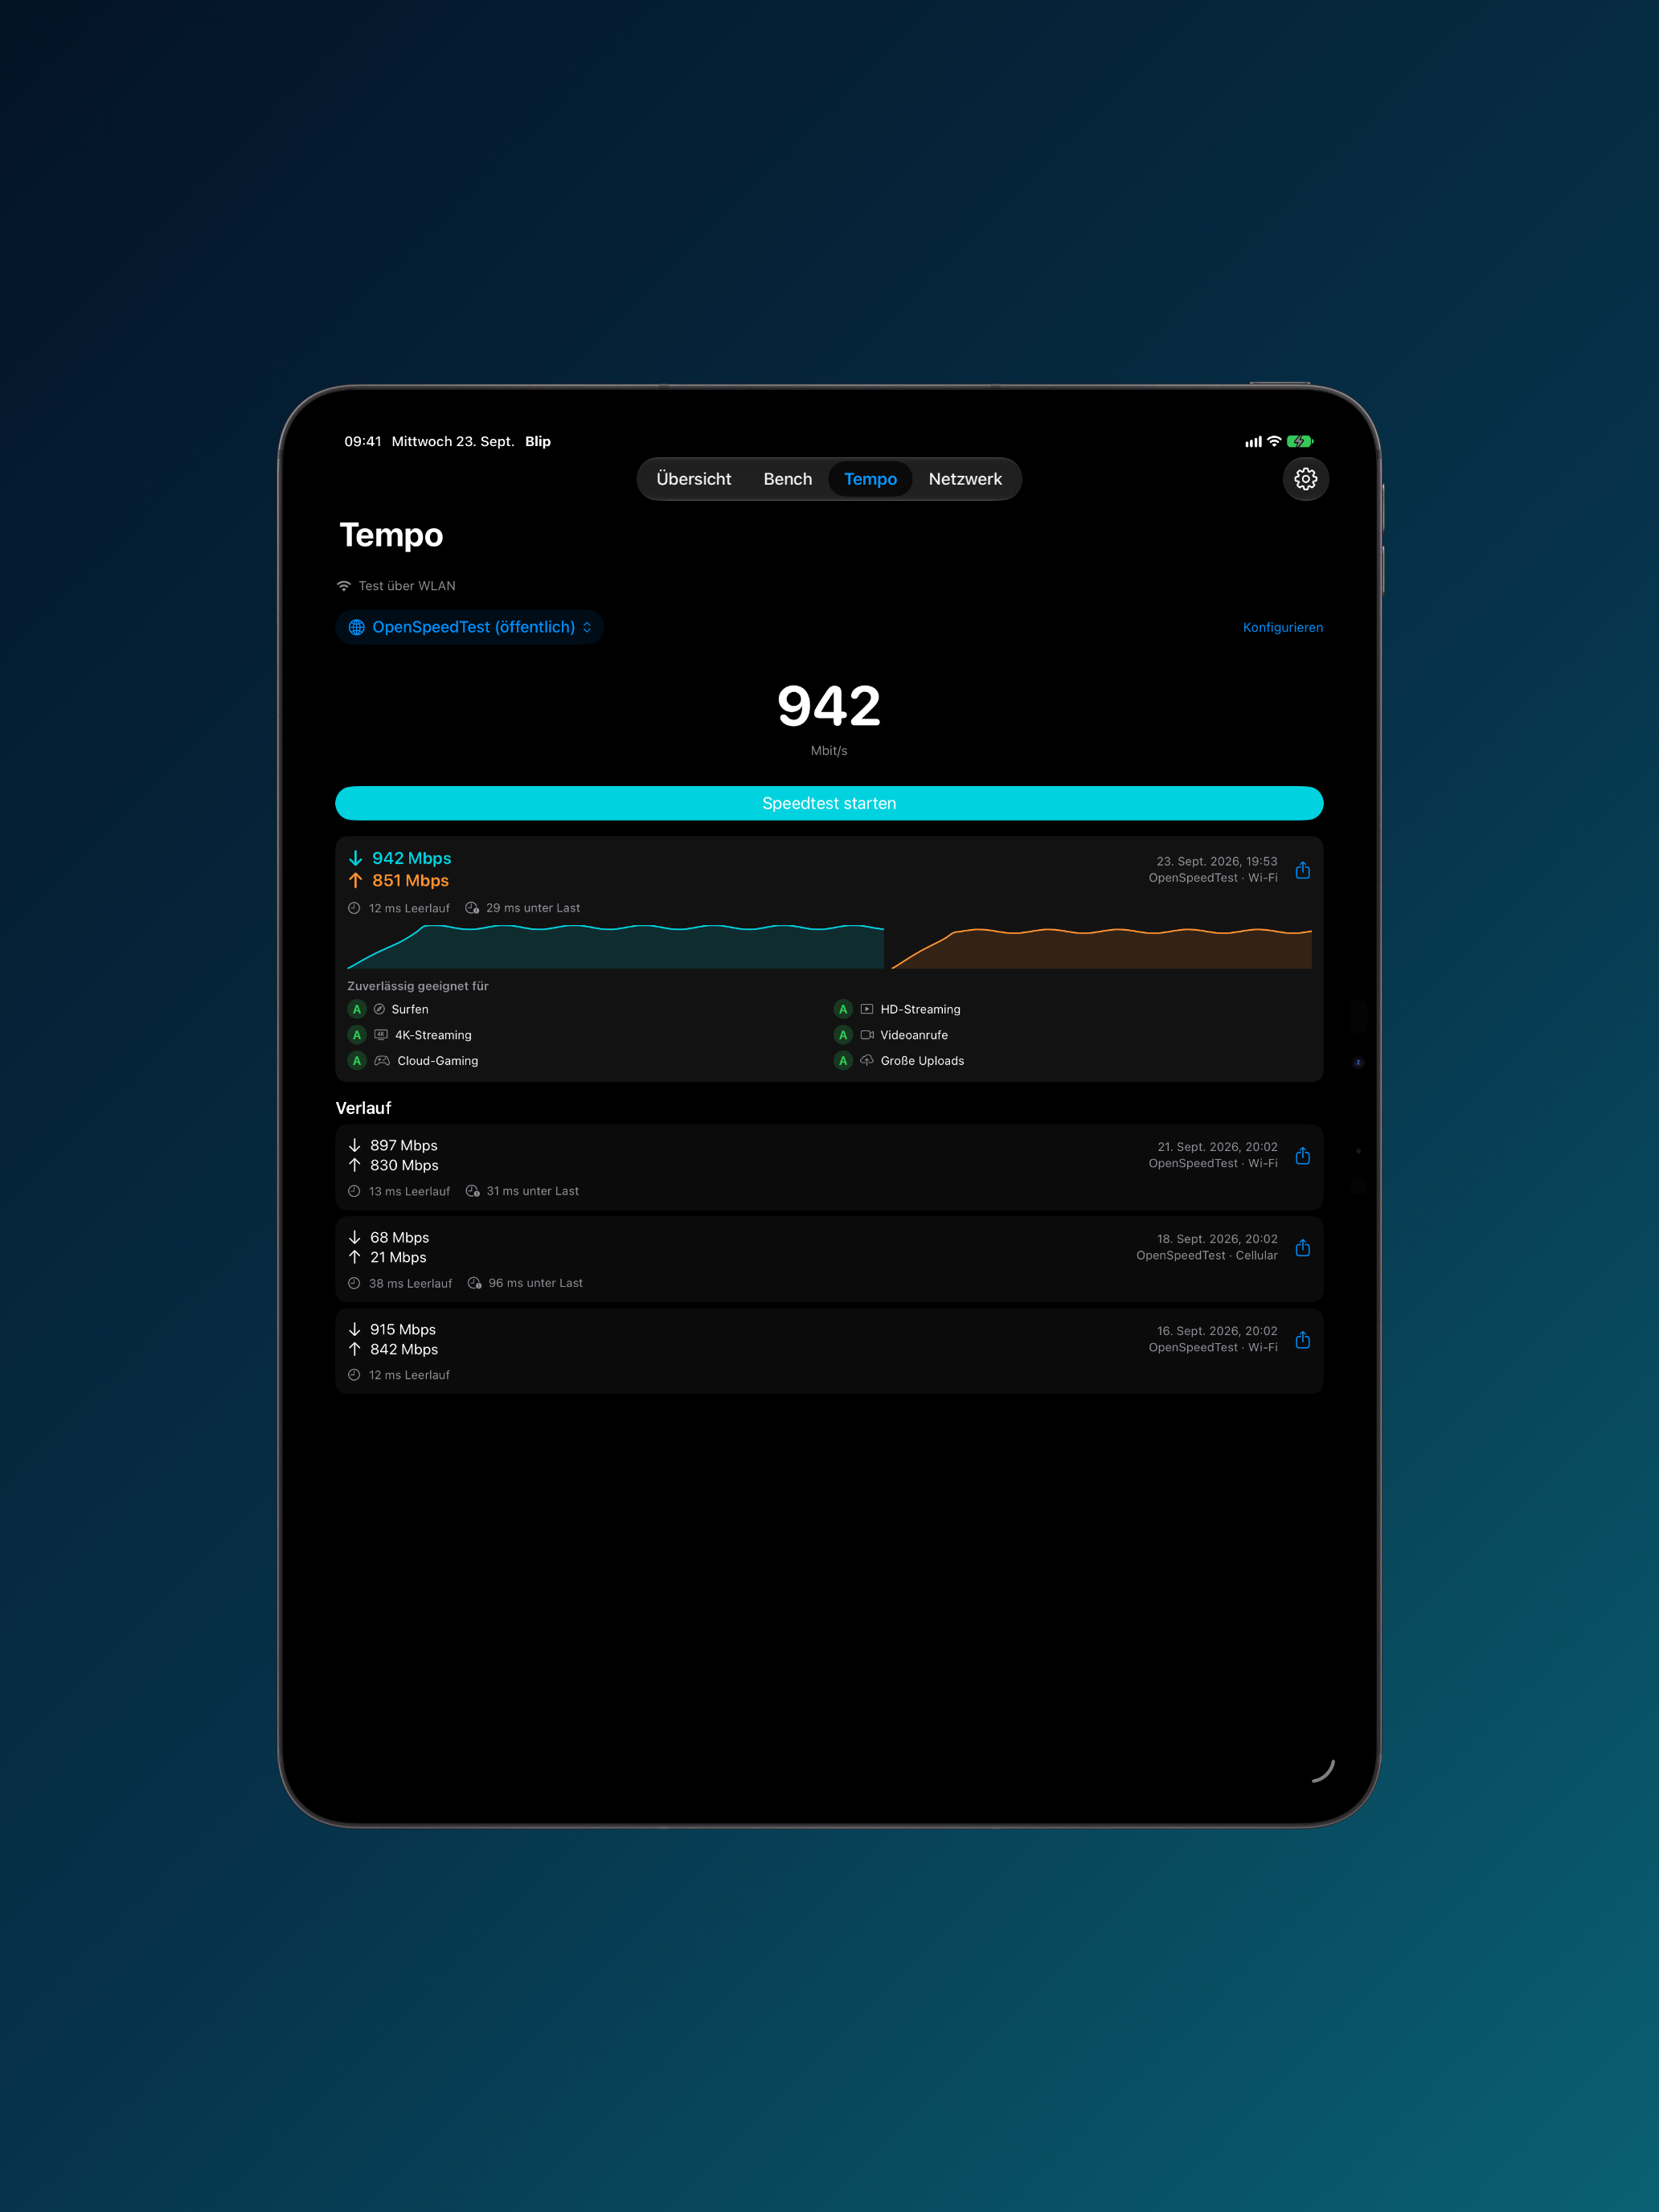 09:41 Mittwoch 23. Sept. Blip
Übersicht Bench Tempo Netzwerk
Tempo
Test über WLAN
OpenSpeedTest (öffentlich) Konfigurieren
942
Mbit/s
Speedtest starten
942 Mbps
851 Mbps
23. Sept. 2026, 19:53
OpenSpeedTest · Wi-Fi
12 ms Leerlauf 29 ms unter Last
Zuverlässig geeignet für
A Surfen A HD-Streaming
A 4K 4K-Streaming A Videoanrufe
A Cloud-Gaming A Große Uploads
Verlauf
897 Mbps
830 Mbps
21. Sept. 2026, 20:02
OpenSpeedTest · Wi-Fi
13 ms Leerlauf 31 ms unter Last
68 Mbps
21 Mbps
18. Sept. 2026, 20:02
OpenSpeedTest · Cellular
38 ms Leerlauf 96 ms unter Last
915 Mbps
842 Mbps
16. Sept. 2026, 20:02
OpenSpeedTest · Wi-Fi
12 ms Leerlauf